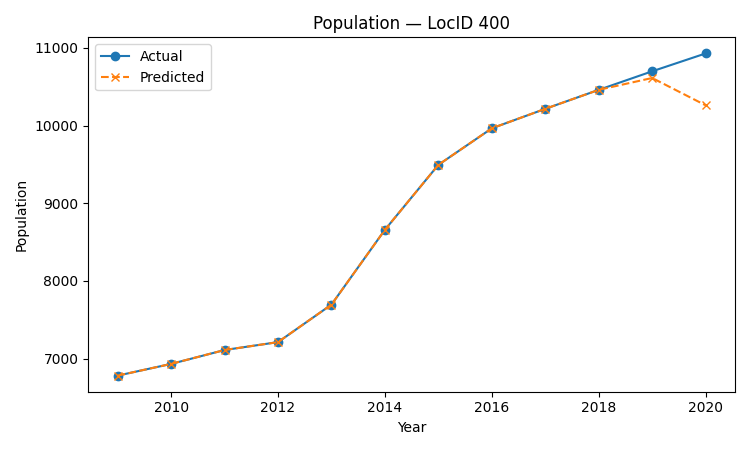 Population — LocID 400
Actual
Predicted
11000
10000
9000
8000
7000
Population
2010 2012 2014 2016 2018 2020
Year